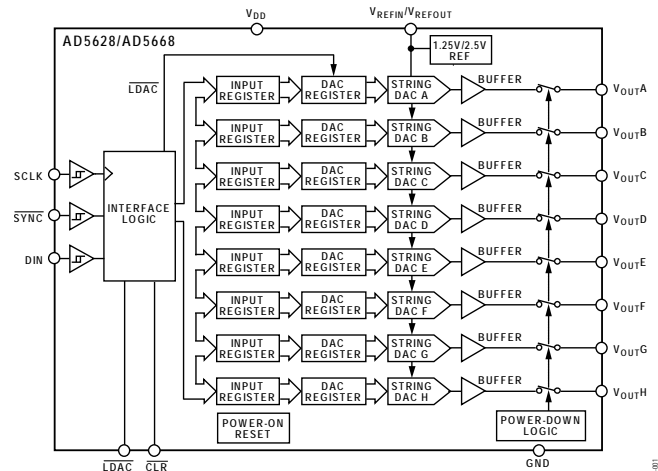 VDD
VREFIN/VREFOUT
AD5628/AD5668
1.25V/2.5V
REF
LDAC
INPUT
REGISTER
DAC
REGISTER
STRING
DAC A
BUFFER
VOUTA
INPUT
REGISTER
DAC
REGISTER
STRING
DAC B
BUFFER
VOUTB
INPUT
REGISTER
DAC
REGISTER
STRING
DAC C
BUFFER
VOUTC
SCLK
INTERFACE
LOGIC
SYNC
DIN
INPUT
REGISTER
DAC
REGISTER
STRING
DAC D
BUFFER
VOUTD
INPUT
REGISTER
DAC
REGISTER
STRING
DAC E
BUFFER
VOUTE
INPUT
REGISTER
DAC
REGISTER
STRING
DAC F
BUFFER
VOUTF
INPUT
REGISTER
DAC
REGISTER
STRING
DAC G
BUFFER
VOUTG
INPUT
REGISTER
DAC
REGISTER
STRING
DAC H
BUFFER
VOUTH
POWER-ON
RESET
POWER-DOWN
LOGIC
LDAC
CLR
GND